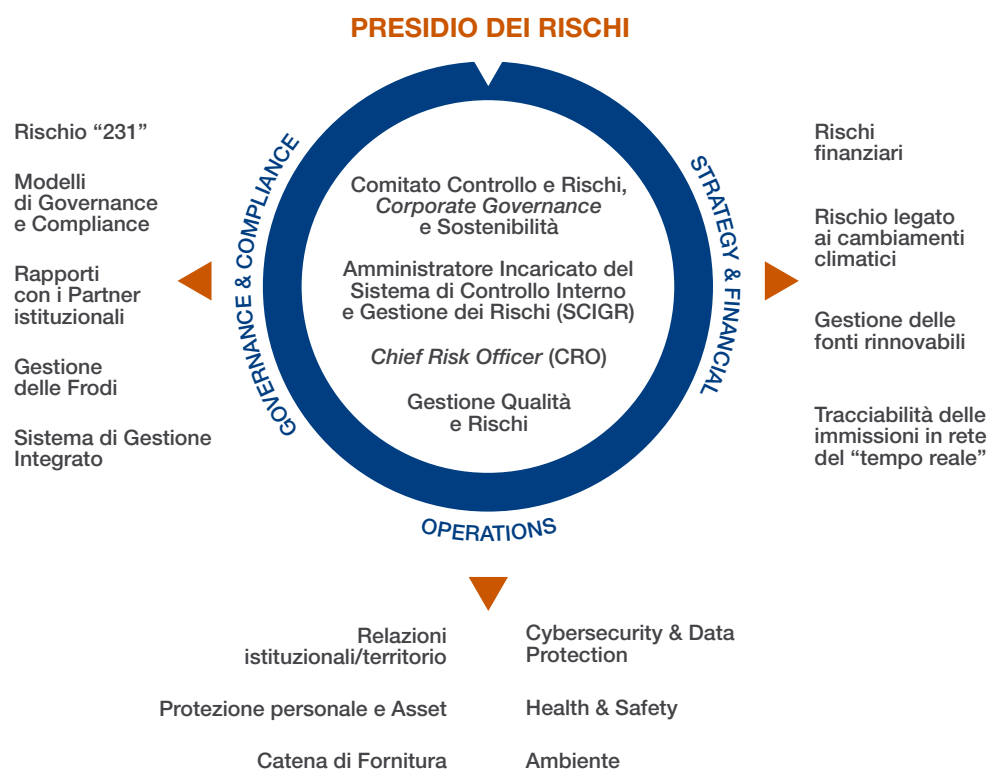 PRESIDIO DEI RISCHI
Rischio “231”
Modelli
di Governance
e Compliance
Rapporti
con i Partner
istituzionali
Gestione
delle Frodi
Sistema di Gestione
Integrato
GOVERNANCE & COMPLIANCE
Comitato Controllo e Rischi,
Corporate Governance
e Sostenibilità
Amministratore Incaricato del
Sistema di Controllo Interno
e Gestione dei Rischi (SCIGR)
Chief Risk Officer (CRO)
Gestione Qualità
e Rischi
STRATEGY & FINANCIAL
Rischi
finanziari
Rischio legato
ai cambiamenti
climatici
Gestione delle
fonti rinnovabili
Tracciabilità delle
immissioni in rete
del “tempo reale”
OPERATIONS
Relazioni
istituzionali/territorio
Protezione personale e Asset
Catena di Fornitura
Cybersecurity & Data
Protection
Health & Safety
Ambiente